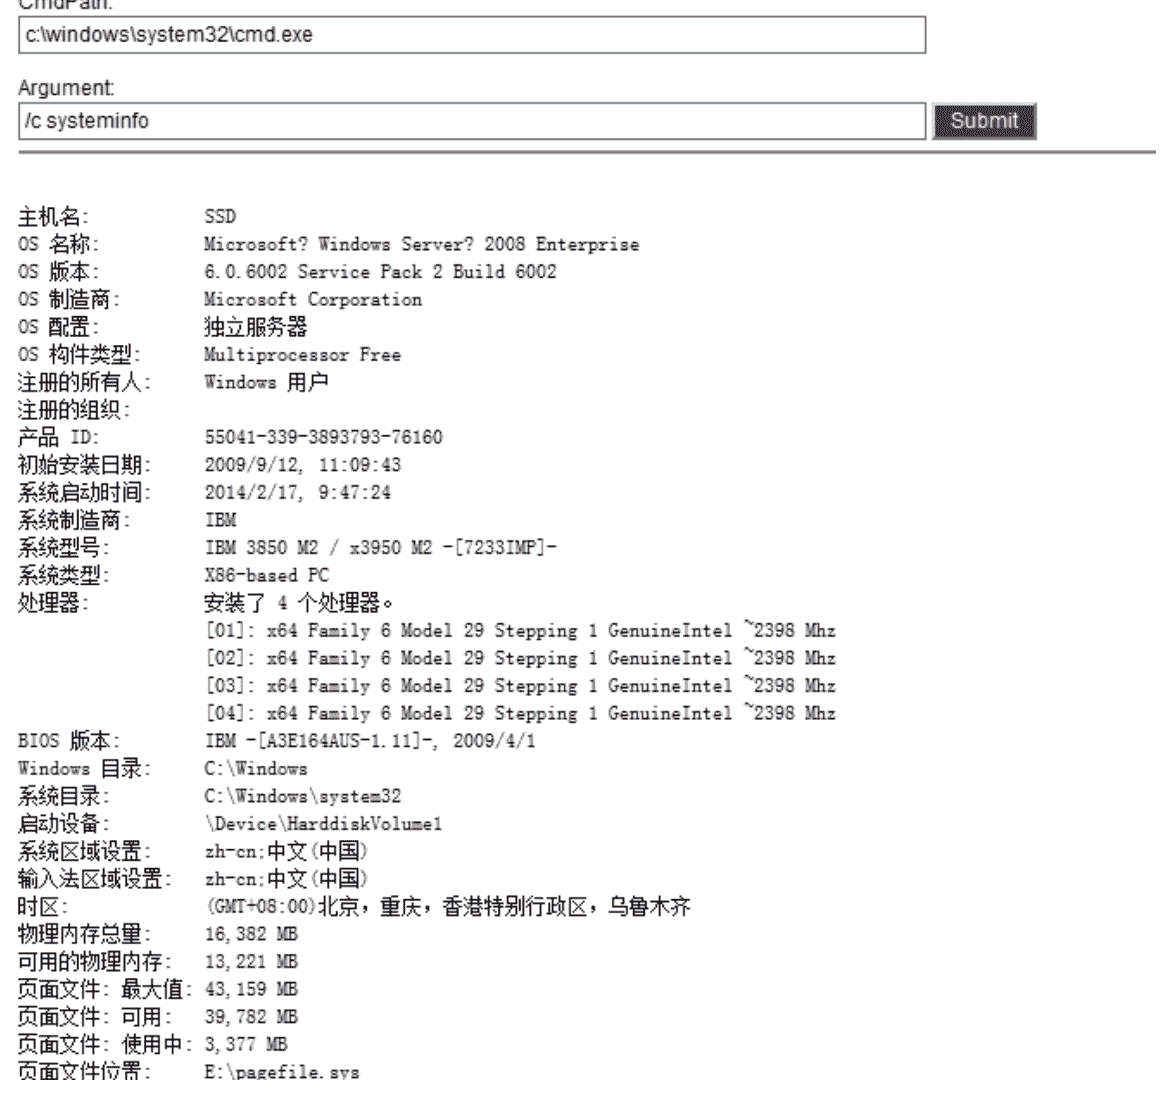 CmdPath:
c:\windows\system32\cmd.exe
Argument:
/c systeminfo Submit
主机名: SSD
OS 名称: Microsoft? Windows Server? 2008 Enterprise
OS 版本: 6.0.6002 Service Pack 2 Build 6002
OS 制造商: Microsoft Corporation
OS 配置: 独立服务器
OS 构件类型: Multiprocessor Free
注册的所有人: Windows 用户
注册的组织:
产品 ID: 55041-339-3893793-76160
初始安装日期: 2009/9/12, 11:09:43
系统启动时间: 2014/2/17, 9:47:24
系统制造商: IBM
系统型号: IBM 3850 M2 / x3950 M2 -[7233IMP]-
系统类型: X86-based PC
处理器: 安装了 4 个处理器。
[01]: x64 Family 6 Model 29 Stepping 1 GenuineIntel ~2398 Mhz
[02]: x64 Family 6 Model 29 Stepping 1 GenuineIntel ~2398 Mhz
[03]: x64 Family 6 Model 29 Stepping 1 GenuineIntel ~2398 Mhz
[04]: x64 Family 6 Model 29 Stepping 1 GenuineIntel ~2398 Mhz
BIOS 版本: IBM -[A3E164AUS-1.11]-, 2009/4/1
Windows 目录: C:\Windows
系统目录: C:\Windows\system32
启动设备: \Device\HarddiskVolume1
系统区域设置: zh-cn;中文(中国)
输入法区域设置: zh-cn;中文(中国)
时区: (GMT+08:00)北京，重庆，香港特别行政区，乌鲁木齐
物理内存总量: 16,382 MB
可用的物理内存: 13,221 MB
页面文件: 最大值: 43,159 MB
页面文件: 可用: 39,782 MB
页面文件: 使用中: 3,377 MB
页面文件位置: E:\pagefile.sys